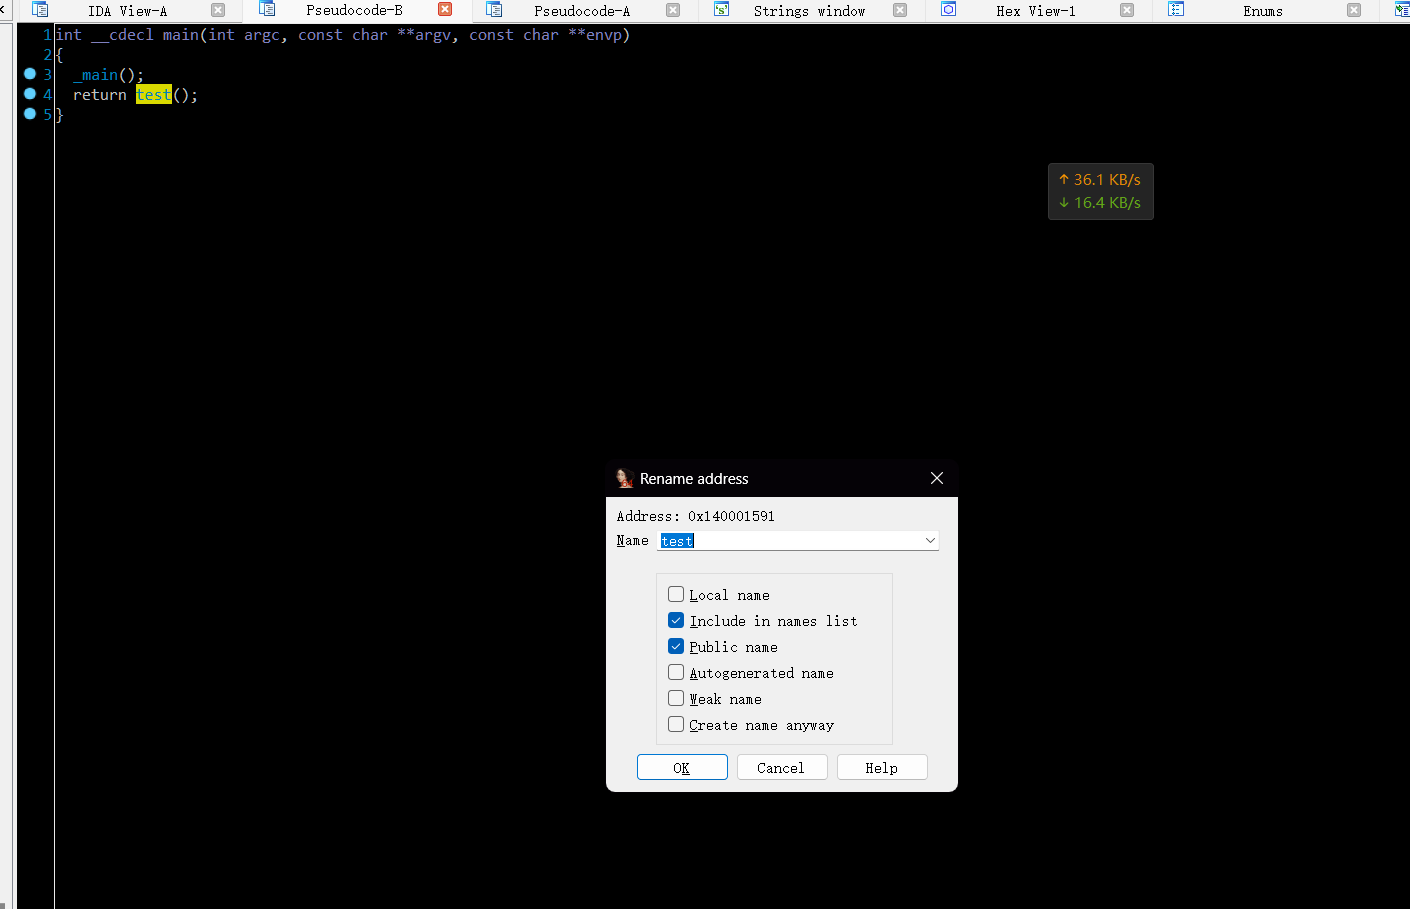 IDA View-A
Pseudocode-B
Pseudocode-A
Strings window
Hex View-1
Enums
1 int __cdecl main(int argc, const char **argv, const char **envp)
2 {
3 _main();
4 return test();
5 }
↑ 36.1 KB/s
↓ 16.4 KB/s
Rename address
Address: 0x140001591
Name test
Local name
Include in names list
Public name
Autogenerated name
Weak name
Create name anyway
OK Cancel Help